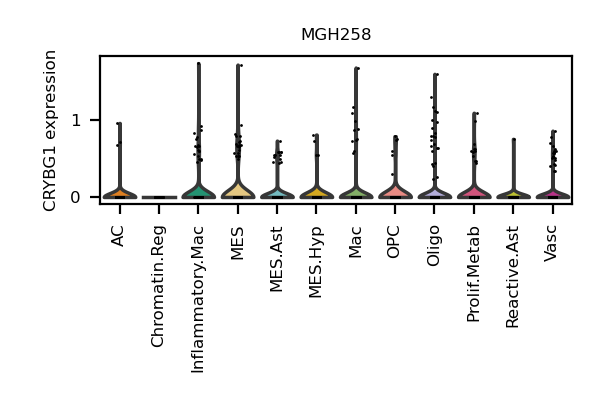 MGH258
CRYBG1 expression
1
0
AC
Chromatin.Reg
Inflammatory.Mac
MES
MES.Ast
MES.Hyp
Mac
OPC
Oligo
Prolif.Metab
Reactive.Ast
Vasc